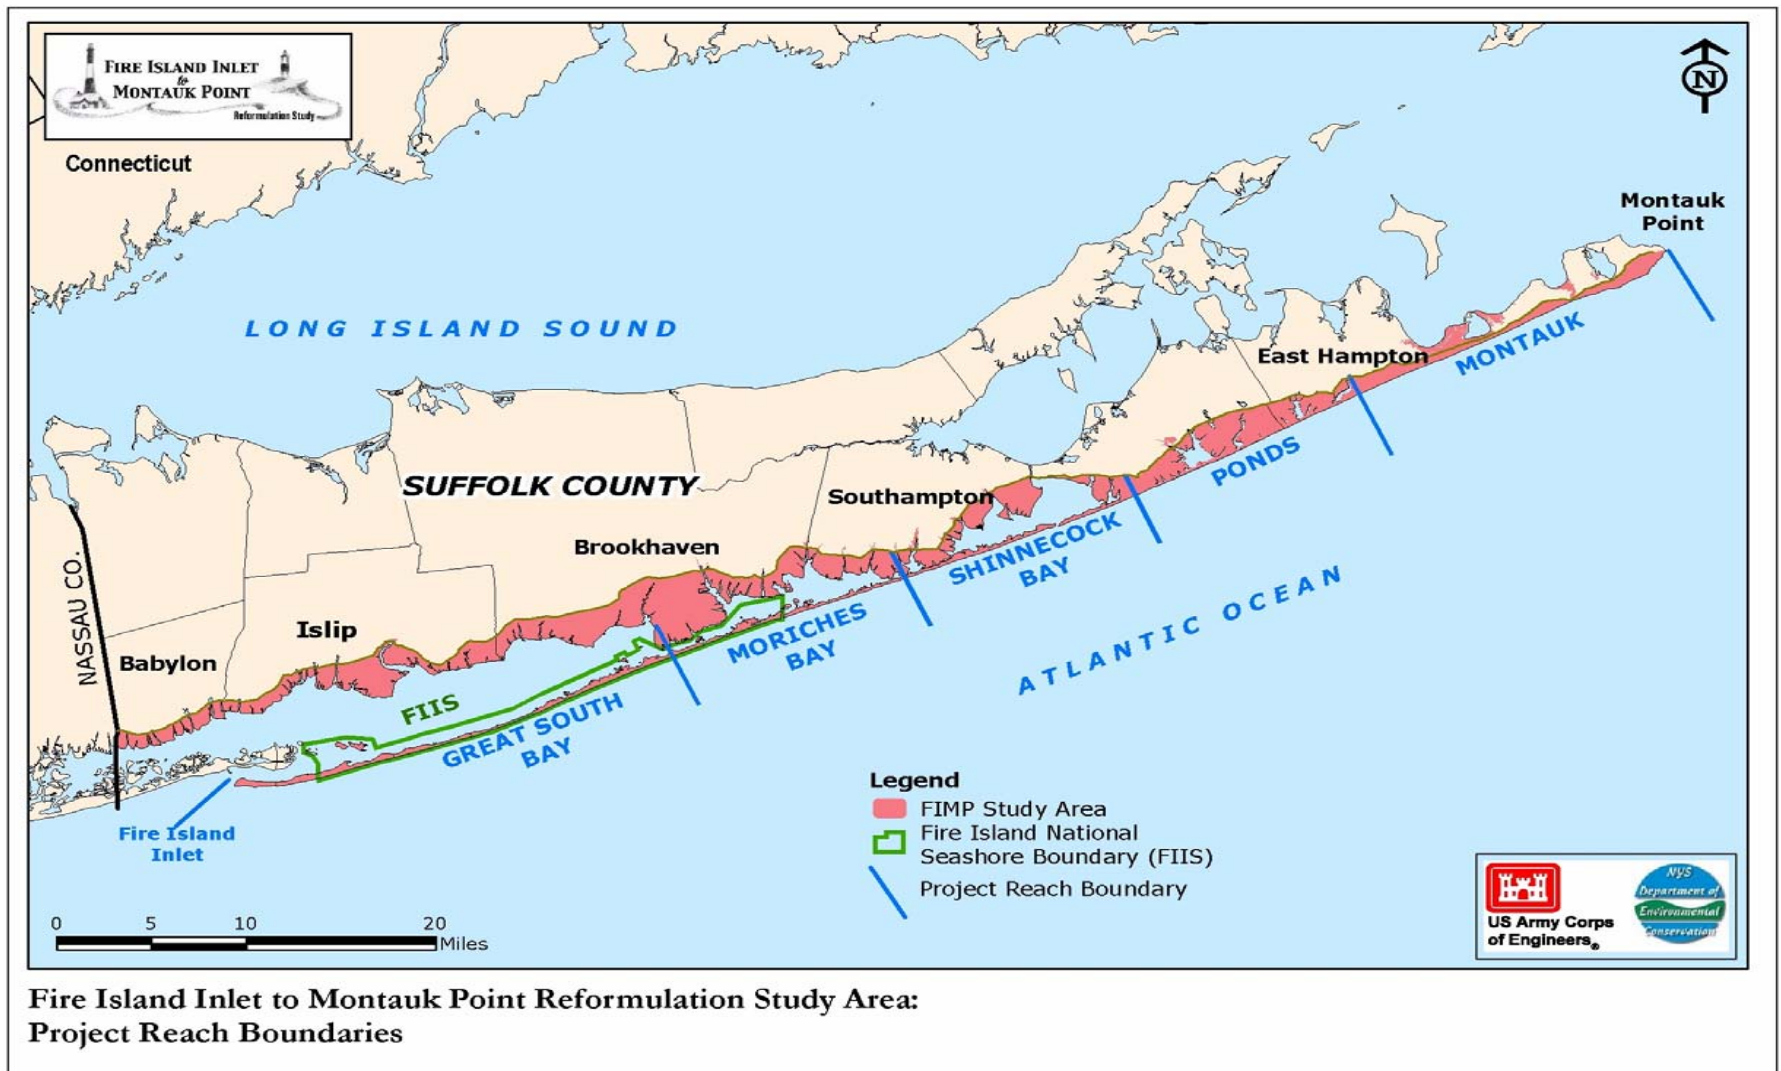 FIRE ISLAND INLET
to
MONTAUK POINT
Reformulation Study
Connecticut
N
Montauk
Point
LONG ISLAND SOUND
East Hampton
MONTAUK
SUFFOLK COUNTY
Southampton
PONDS
Brookhaven
SHINNECOCK
BAY
NASSAU CO.
Islip
Babylon
MORICHES
BAY
ATLANTIC OCEAN
FIIS
GREAT SOUTH
BAY
Fire Island
Inlet
Legend
FIMP Study Area
Fire Island National
Seashore Boundary (FIIS)
Project Reach Boundary
0 5 10 20
Miles
US Army Corps
of Engineers®
NYS
Department of
Environmental
Conservation
Fire Island Inlet to Montauk Point Reformulation Study Area:
Project Reach Boundaries